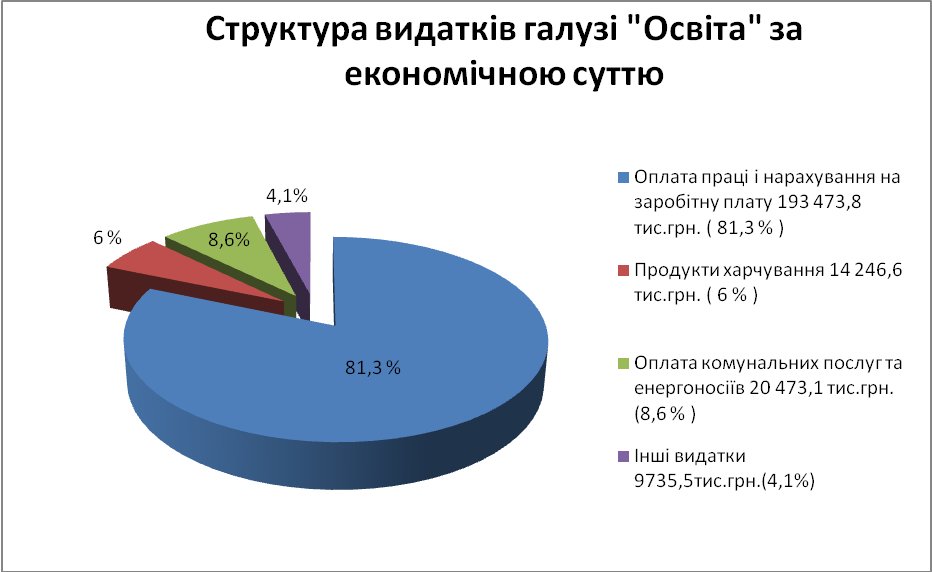 Структура видатків галузі "Освіта" за
економічною суттю
4,1%
6 %
8,6%
81,3 %
Оплата праці і нарахування на
заробітну плату 193 473,8
тис.грн. ( 81,3 % )
Продукти харчування 14 246,6
тис.грн. ( 6 % )
Оплата комунальних послуг та
енергоносіїв 20 473,1 тис.грн.
(8,6 % )
Інші видатки
9735,5тис.грн.(4,1%)